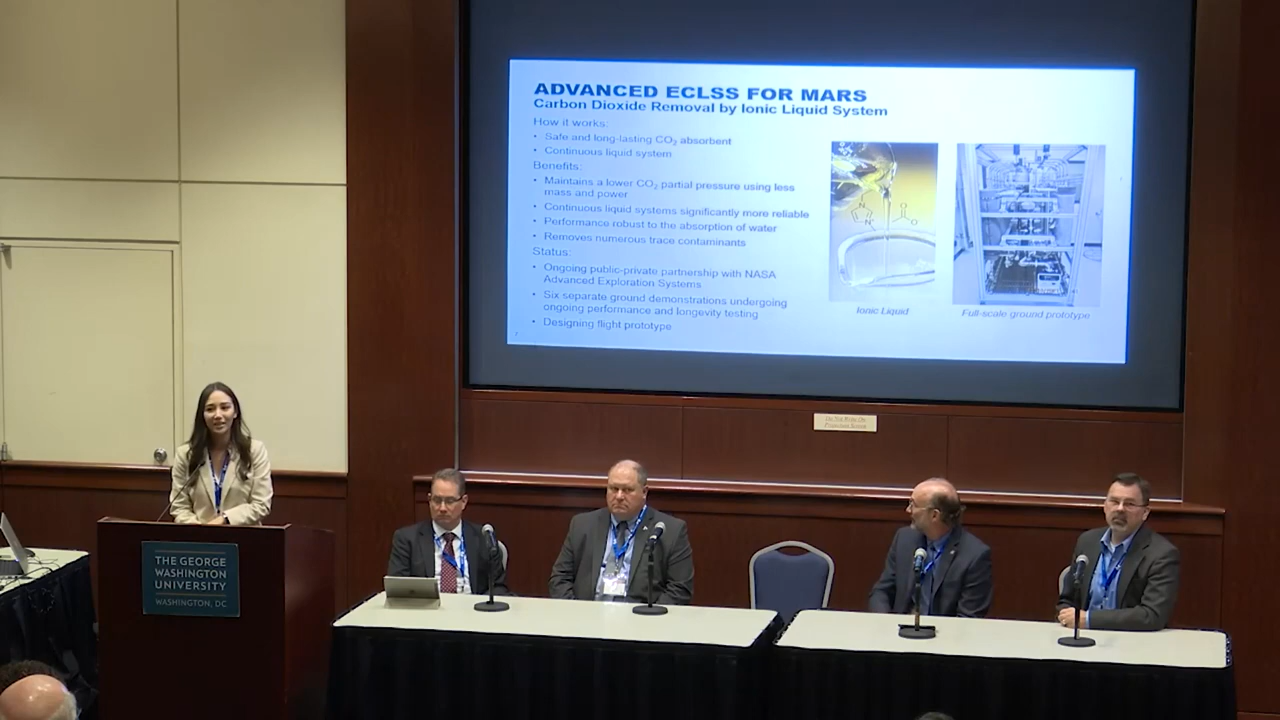 ADVANCED ECLSS FOR MARS
Carbon Dioxide Removal by Ionic Liquid System
How it works:
• Safe and long-lasting CO₂ absorbent
• Continuous liquid system
Benefits:
• Maintains a lower CO₂ partial pressure using less
mass and power
• Continuous liquid systems significantly more reliable
• Performance robust to the absorption of water
• Removes numerous trace contaminants
Status:
• Ongoing public-private partnership with NASA
Advanced Exploration Systems
• Six separate ground demonstrations undergoing
ongoing performance and longevity testing
• Designing flight prototype
Ionic Liquid
Full-scale ground prototype
7
THE GEORGE
WASHINGTON
UNIVERSITY
WASHINGTON, DC